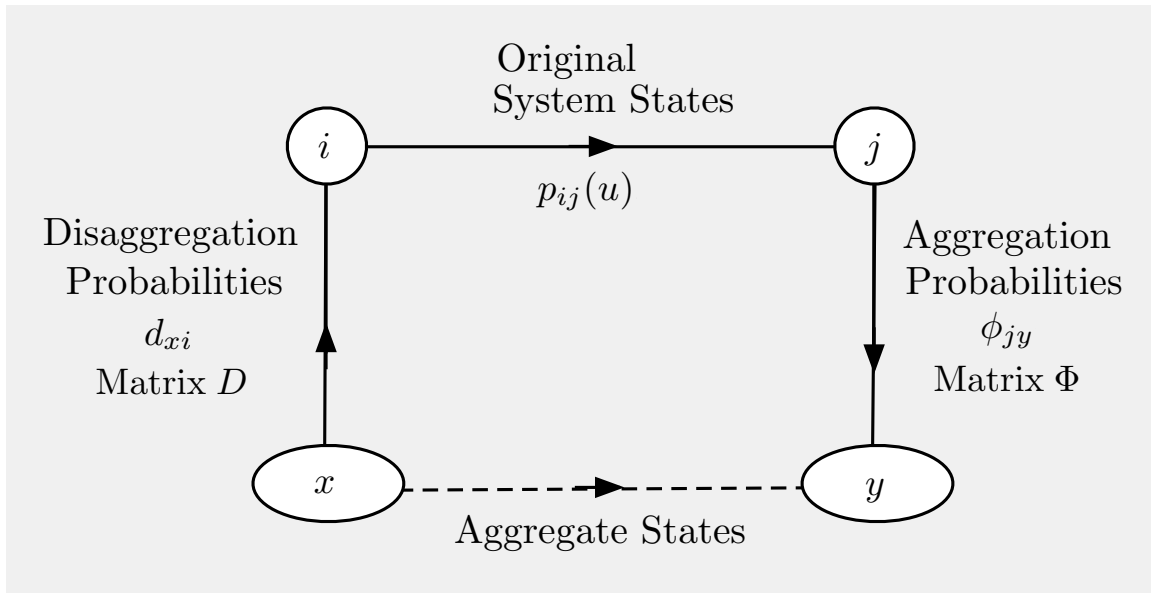 Original
System States
i
j
p_{ij}(u)
Disaggregation
Probabilities
d_{xi}
Matrix D
Aggregation
Probabilities
ϕ_{jy}
Matrix Φ
x
y
Aggregate States